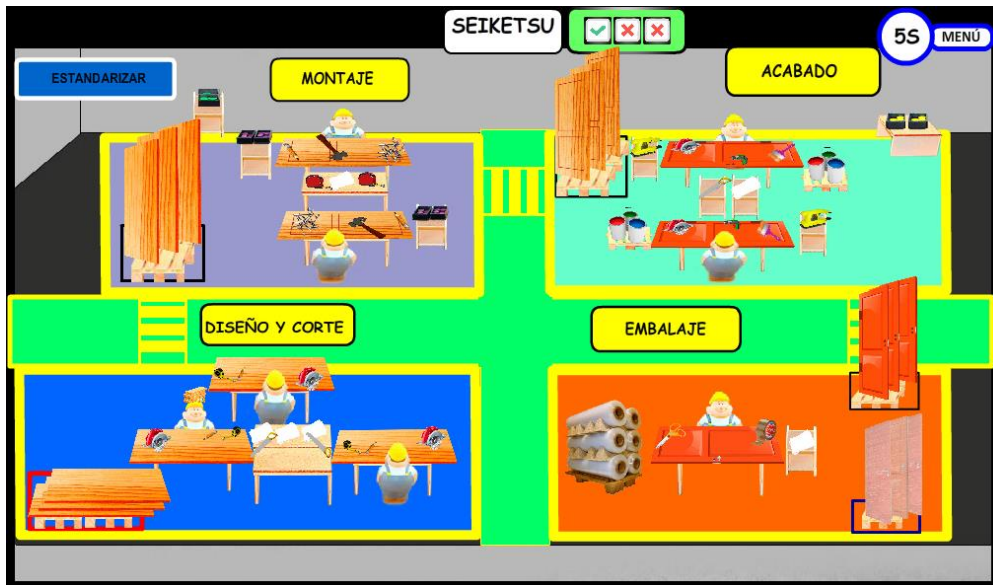 SEIKETSU
5S
MENÚ
ESTANDARIZAR
MONTAJE
ACABADO
DISEÑO Y CORTE
EMBALAJE